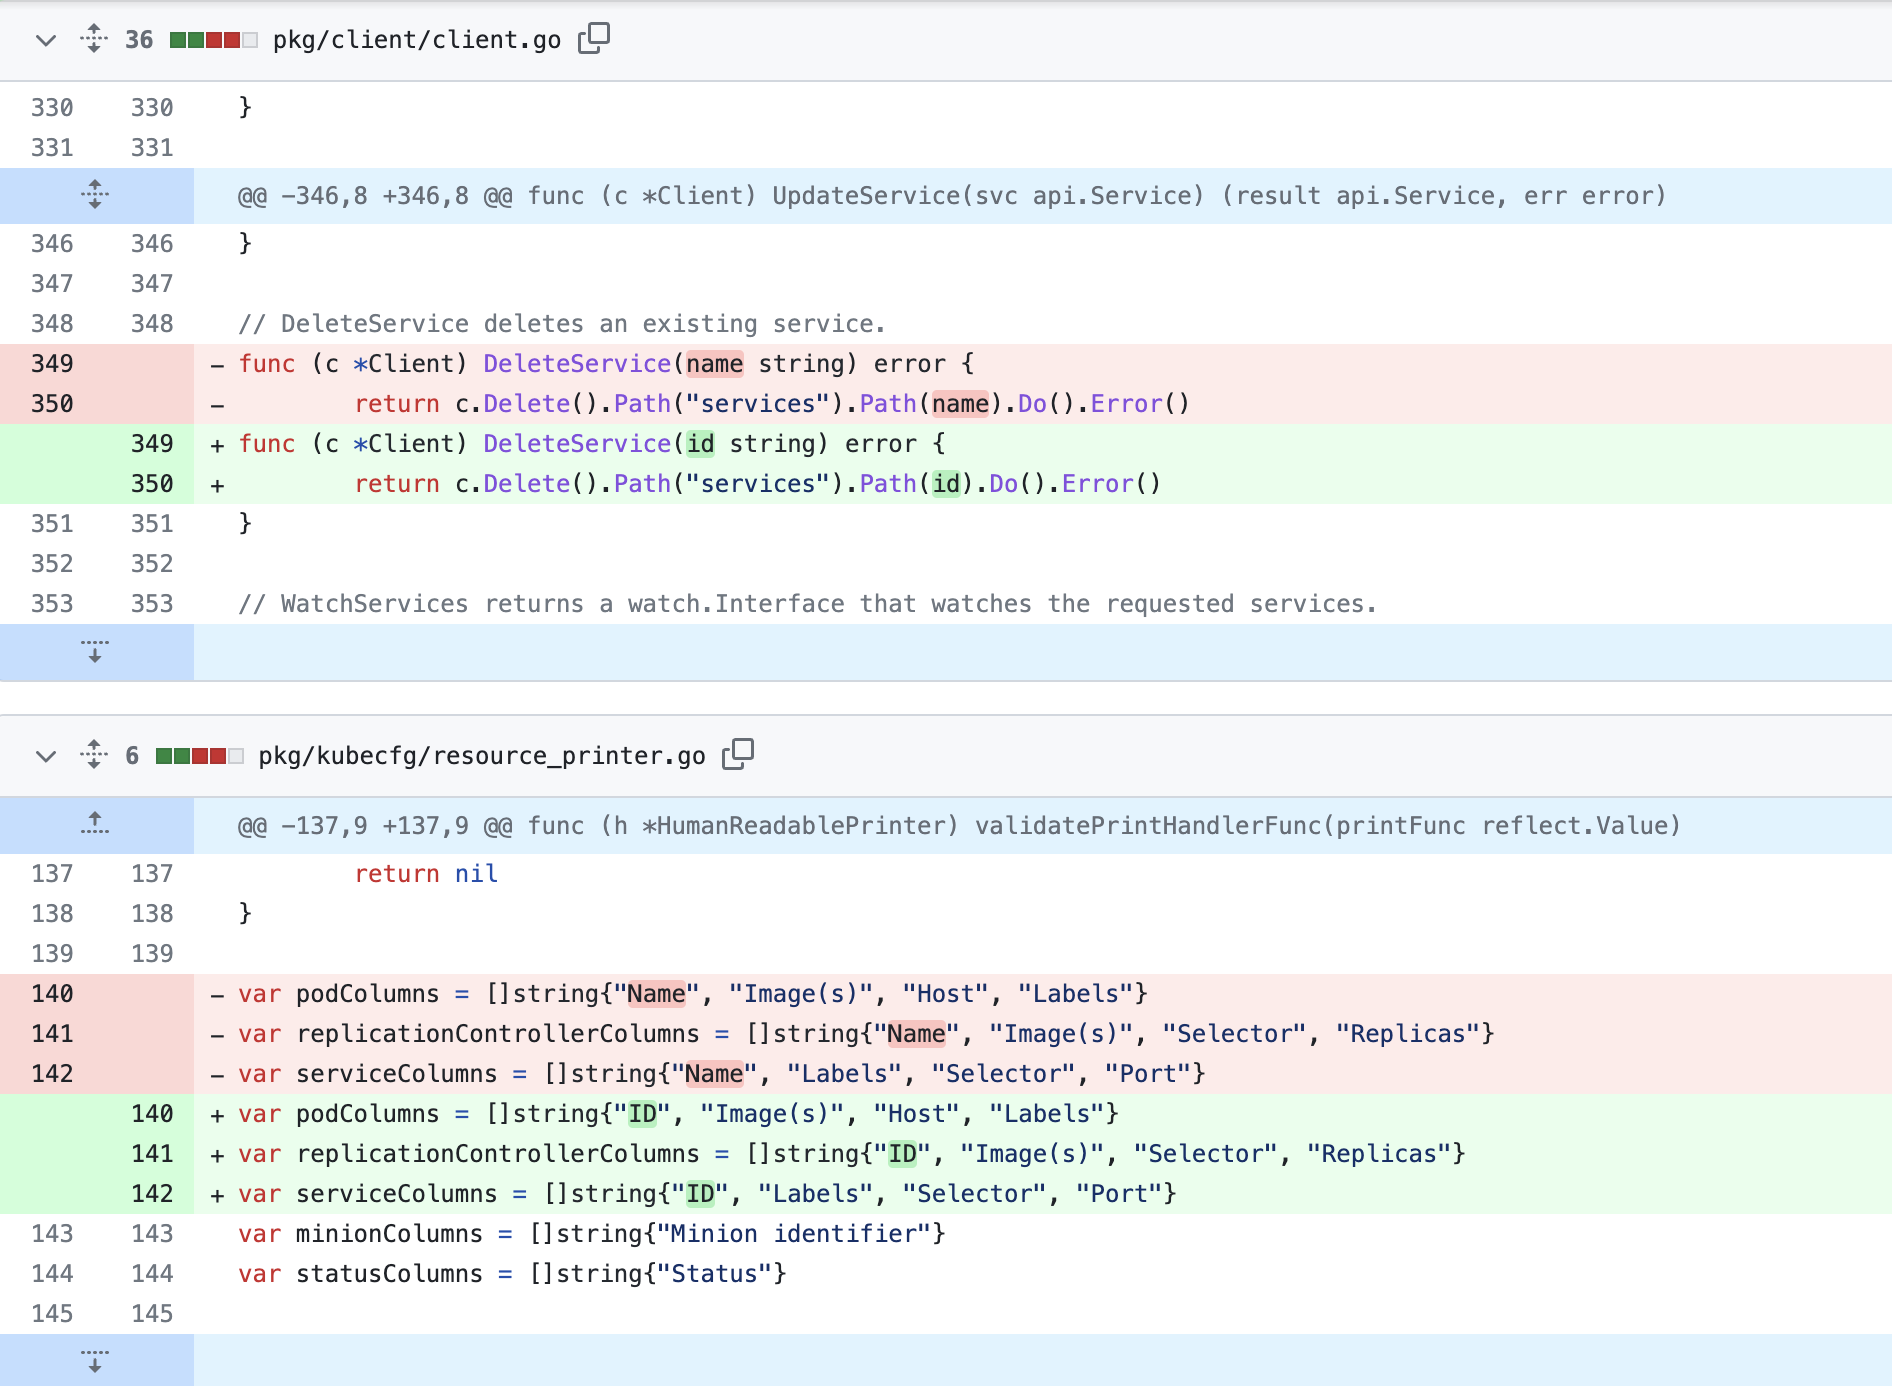 36 pkg/client/client.go
330 330 }
331 331
@@ -346,8 +346,8 @@ func (c *Client) UpdateService(svc api.Service) (result api.Service, err error)
346 346 }
347 347
348 348 // DeleteService deletes an existing service.
349 - func (c *Client) DeleteService(name string) error {
350 - return c.Delete().Path("services").Path(name).Do().Error()
349 + func (c *Client) DeleteService(id string) error {
350 + return c.Delete().Path("services").Path(id).Do().Error()
351 351 }
352 352
353 353 // WatchServices returns a watch.Interface that watches the requested services.
6 pkg/kubecfg/resource_printer.go
@@ -137,9 +137,9 @@ func (h *HumanReadablePrinter) validatePrintHandlerFunc(printFunc reflect.Value)
137 137 return nil
138 138 }
139 139
140 - var podColumns = []string{"Name", "Image(s)", "Host", "Labels"}
141 - var replicationControllerColumns = []string{"Name", "Image(s)", "Selector", "Replicas"}
142 - var serviceColumns = []string{"Name", "Labels", "Selector", "Port"}
140 + var podColumns = []string{"ID", "Image(s)", "Host", "Labels"}
141 + var replicationControllerColumns = []string{"ID", "Image(s)", "Selector", "Replicas"}
142 + var serviceColumns = []string{"ID", "Labels", "Selector", "Port"}
143 143 var minionColumns = []string{"Minion identifier"}
144 144 var statusColumns = []string{"Status"}
145 145